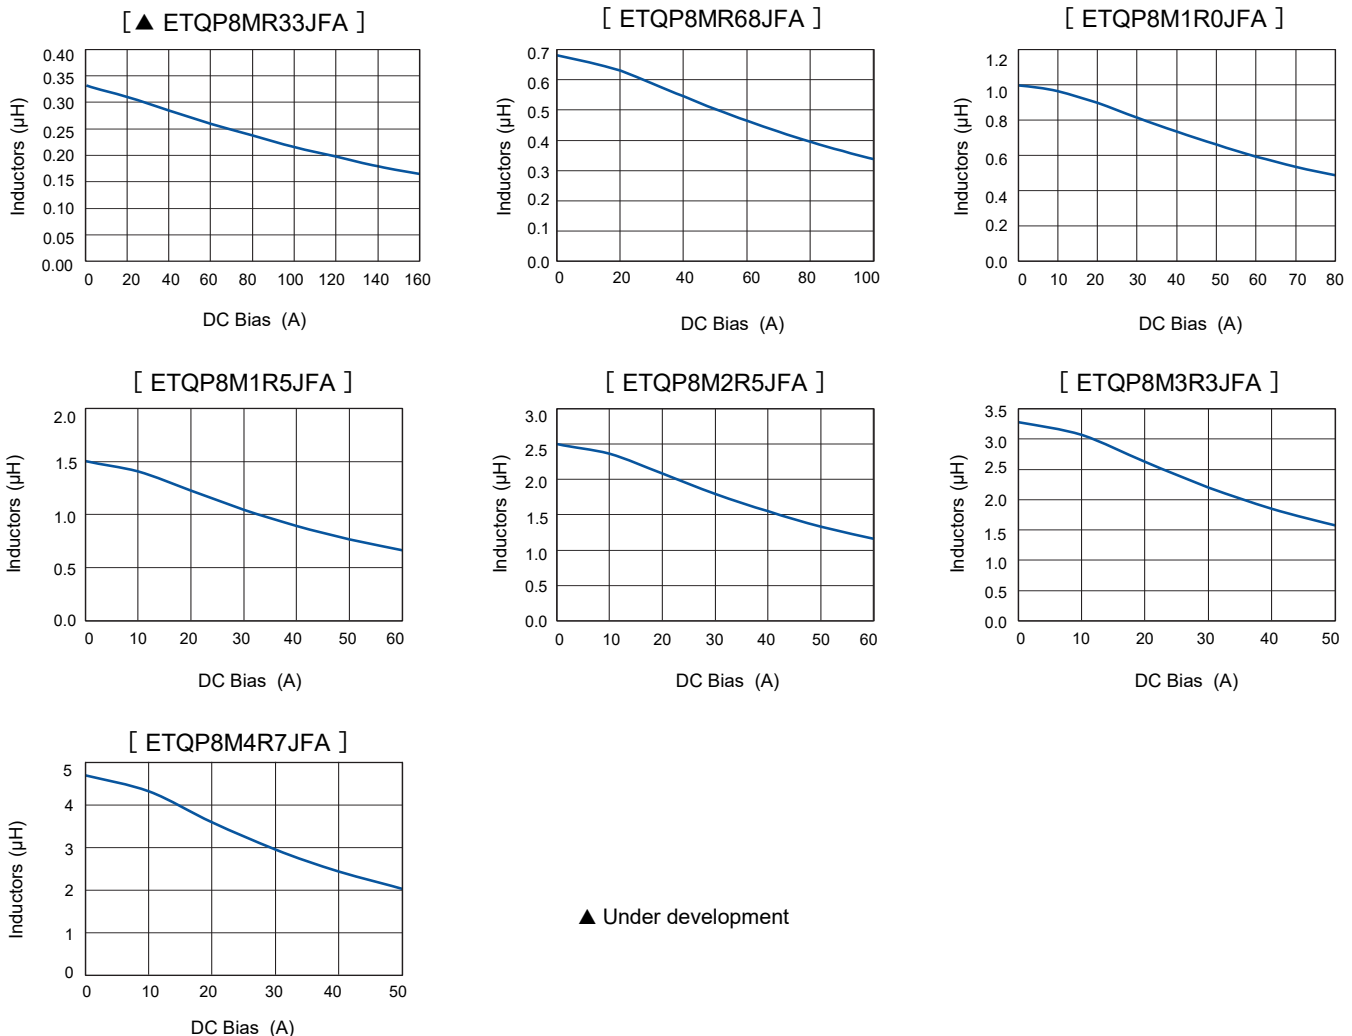 [▲ ETQP8MR33JFA ]
0.40
0.35
0.30
0.25
0.20
0.15
0.10
0.05
0.00
Inductors (µH)
0 20 40 60 80 100 120 140 160
DC Bias (A)
[ ETQP8MR68JFA ]
0.7
0.6
0.5
0.4
0.3
0.2
0.1
0.0
Inductors (µH)
0 20 40 60 80 100
DC Bias (A)
[ ETQP8M1R0JFA ]
1.2
1.0
0.8
0.6
0.4
0.2
0.0
Inductors (µH)
0 10 20 30 40 50 60 70 80
DC Bias (A)
[ ETQP8M1R5JFA ]
2.0
1.5
1.0
0.5
0.0
Inductors (µH)
0 10 20 30 40 50 60
DC Bias (A)
[ ETQP8M2R5JFA ]
3.0
2.5
2.0
1.5
1.0
0.5
0.0
Inductors (µH)
0 10 20 30 40 50 60
DC Bias (A)
[ ETQP8M3R3JFA ]
3.5
3.0
2.5
2.0
1.5
1.0
0.5
0.0
Inductors (µH)
0 10 20 30 40 50
DC Bias (A)
[ ETQP8M4R7JFA ]
5
4
3
2
1
0
Inductors (µH)
0 10 20 30 40 50
DC Bias (A)
▲ Under development